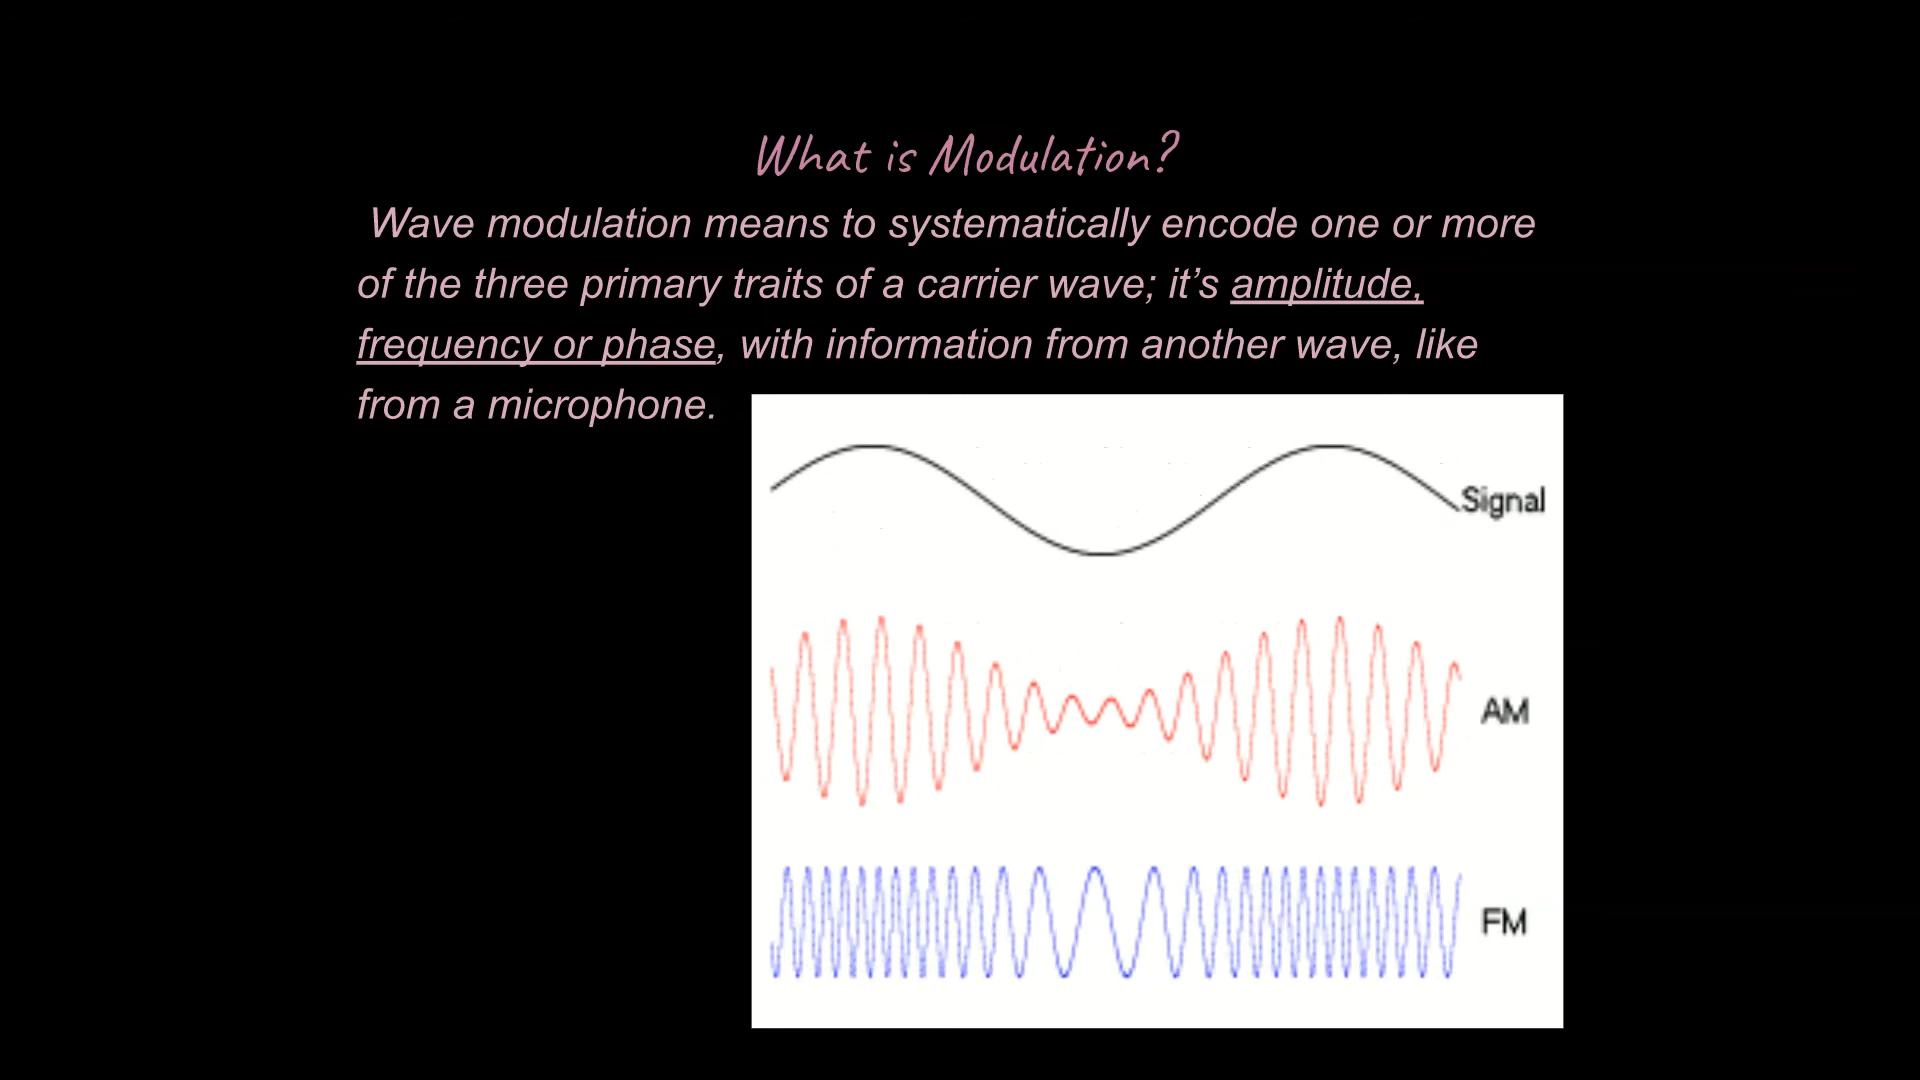 What is Modulation?
Wave modulation means to systematically encode one or more
of the three primary traits of a carrier wave; it’s amplitude,
frequency or phase, with information from another wave, like
from a microphone.
Signal
AM
FM